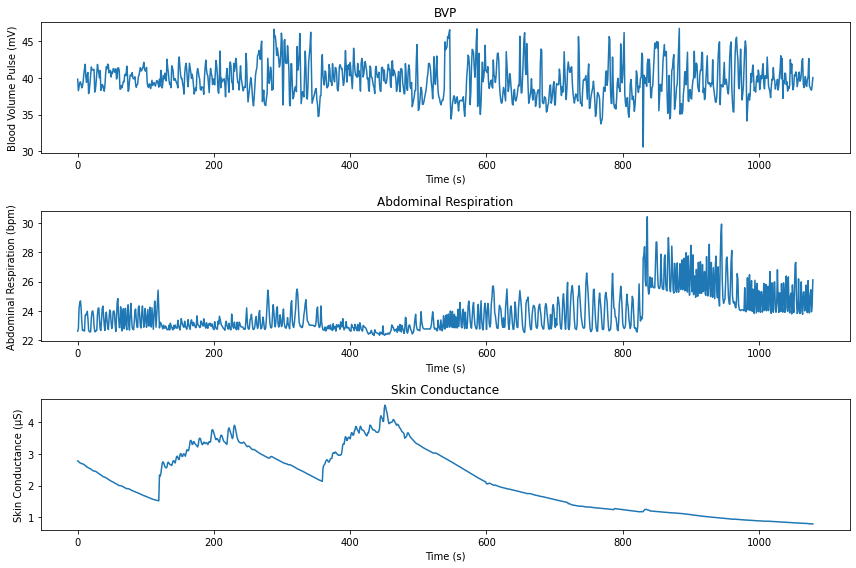 BVP
Blood Volume Pulse (mV)
45
40
35
30
0 200 400 600 800 1000
Time (s)
Abdominal Respiration
Abdominal Respiration (bpm)
30
28
26
24
22
0 200 400 600 800 1000
Time (s)
Skin Conductance
Skin Conductance (μS)
4
3
2
1
0 200 400 600 800 1000
Time (s)